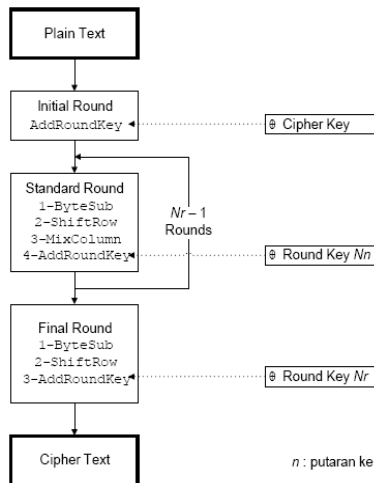 Plain Text
Initial Round
AddRoundKey
⊕ Cipher Key
Standard Round
1-ByteSub
2-ShiftRow
3-MixColumn
4-AddRoundKey
Nr – 1
Rounds
⊕ Round Key Nn
Final Round
1-ByteSub
2-ShiftRow
3-AddRoundKey
⊕ Round Key Nr
Cipher Text
n : putaran ke